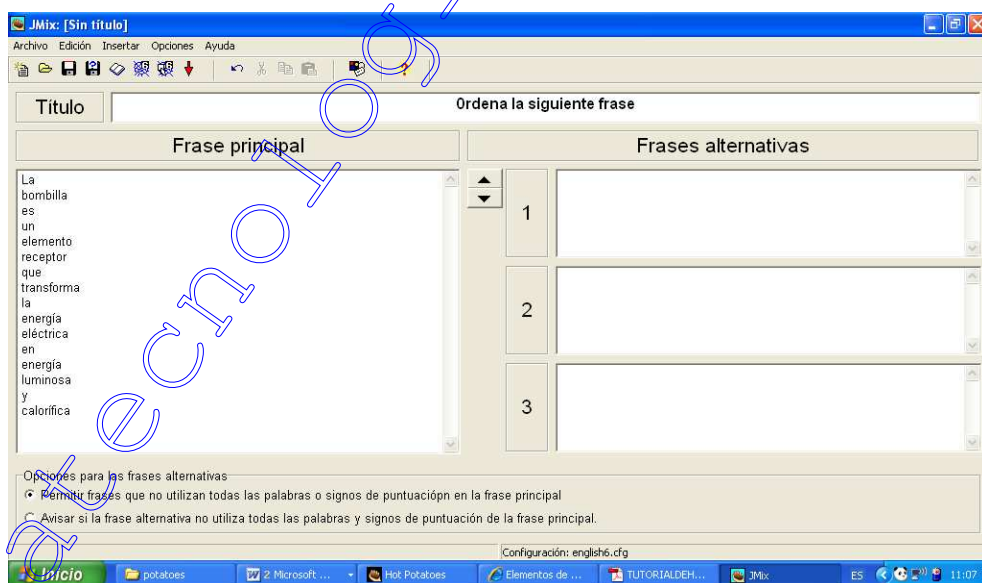 JMix: [Sin título]
Archivo Edición Insertar Opciones Ayuda
Título
Ordena la siguiente frase
Frase principal
Frases alternativas
La
bombilla
es
un
elemento
receptor
que
transforma
la
energía
eléctrica
en
energía
luminosa
y
calorífica
1
2
3
Opciones para las frases alternativas
Permitir frases que no utilizan todas las palabras o signos de puntuaciópn en la frase principal
Avisar si la frase alternativa no utiliza todas las palabras y signos de puntuación de la frase principal.
Configuración: english6.cfg
Inicio potatoes 2 Microsoft ... Hot Potatoes Elementos de ... TUTORIALDEH... JMix ES 11:07
atecnolog